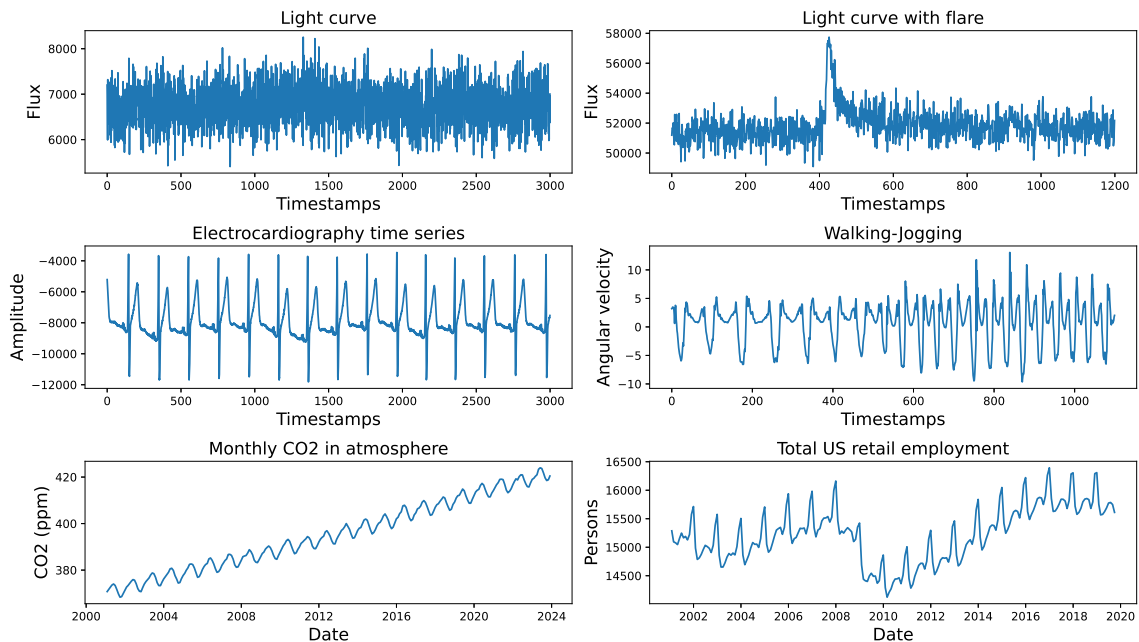 Light curve
8000
7000
6000
Flux
0 500 1000 1500 2000 2500 3000
Timestamps
Light curve with flare
58000
56000
54000
52000
50000
Flux
0 200 400 600 800 1000 1200
Timestamps
Electrocardiography time series
−4000
−6000
−8000
−10000
−12000
Amplitude
0 500 1000 1500 2000 2500 3000
Timestamps
Walking-Jogging
10
5
0
−5
−10
Angular velocity
0 200 400 600 800 1000
Timestamps
Monthly CO2 in atmosphere
420
400
380
CO2 (ppm)
2000 2004 2008 2012 2016 2020 2024
Date
Total US retail employment
16500
16000
15500
15000
14500
Persons
2002 2004 2006 2008 2010 2012 2014 2016 2018 2020
Date